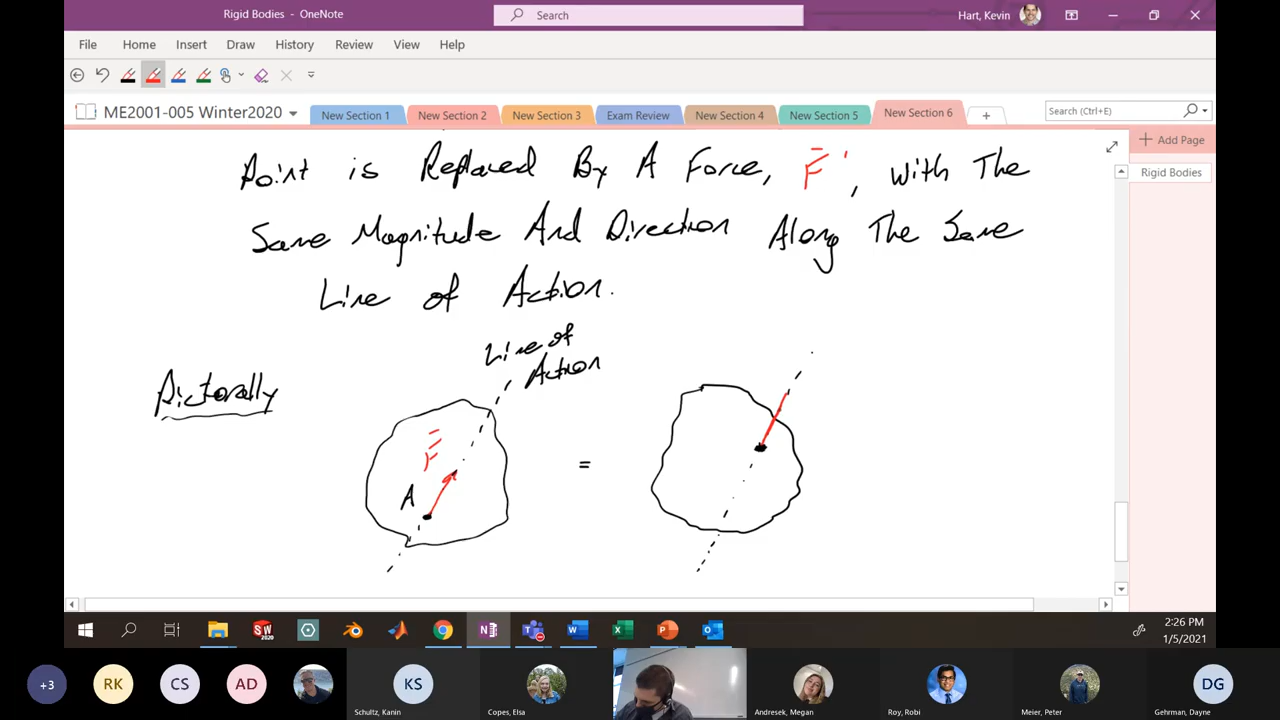 Rigid Bodies - OneNote
Search
Hart, Kevin
File Home Insert Draw History Review View Help
ME2001-005 Winter2020
New Section 1
New Section 2
New Section 3
Exam Review
New Section 4
New Section 5
New Section 6
Search (Ctrl+E)
Add Page
Rigid Bodies
Point is Replaced By A Force, F̄', With The
Same Magnitude And Direction Along The Same
Line of Action.
Line of
Action
Pictorally
F̄
A
=
SW
2020
2:26 PM
1/5/2021
+3
RK
CS
AD
KS
DG
Schultz, Kanin
Copes, Elsa
Andresek, Megan
Roy, Robi
Meier, Peter
Gehrman, Dayne